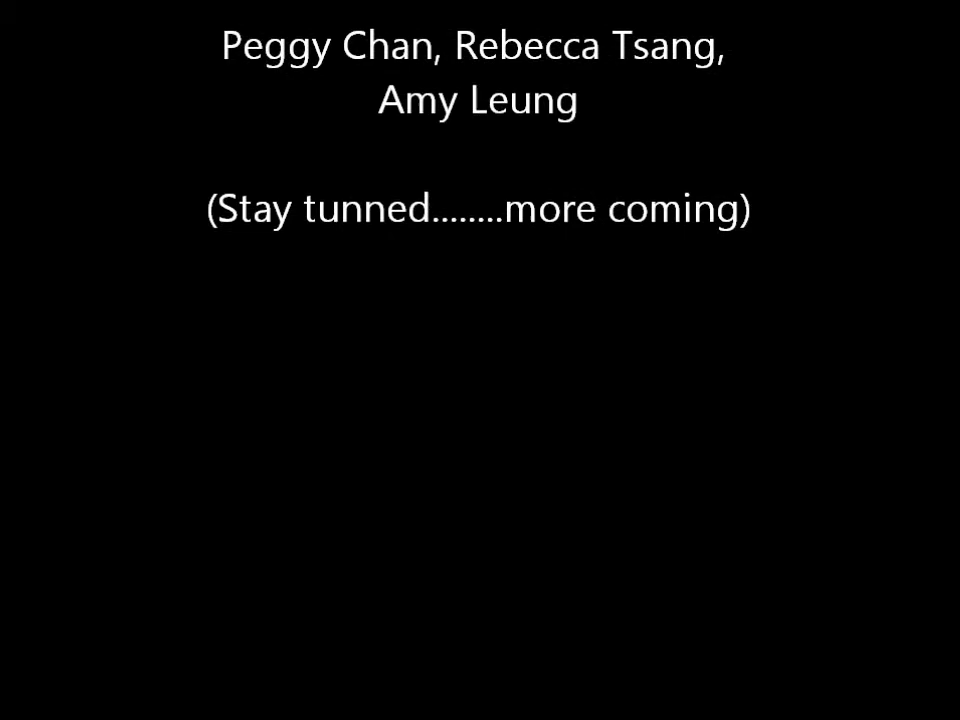 Peggy Chan, Rebecca Tsang,
Amy Leung
(Stay tunned........more coming)